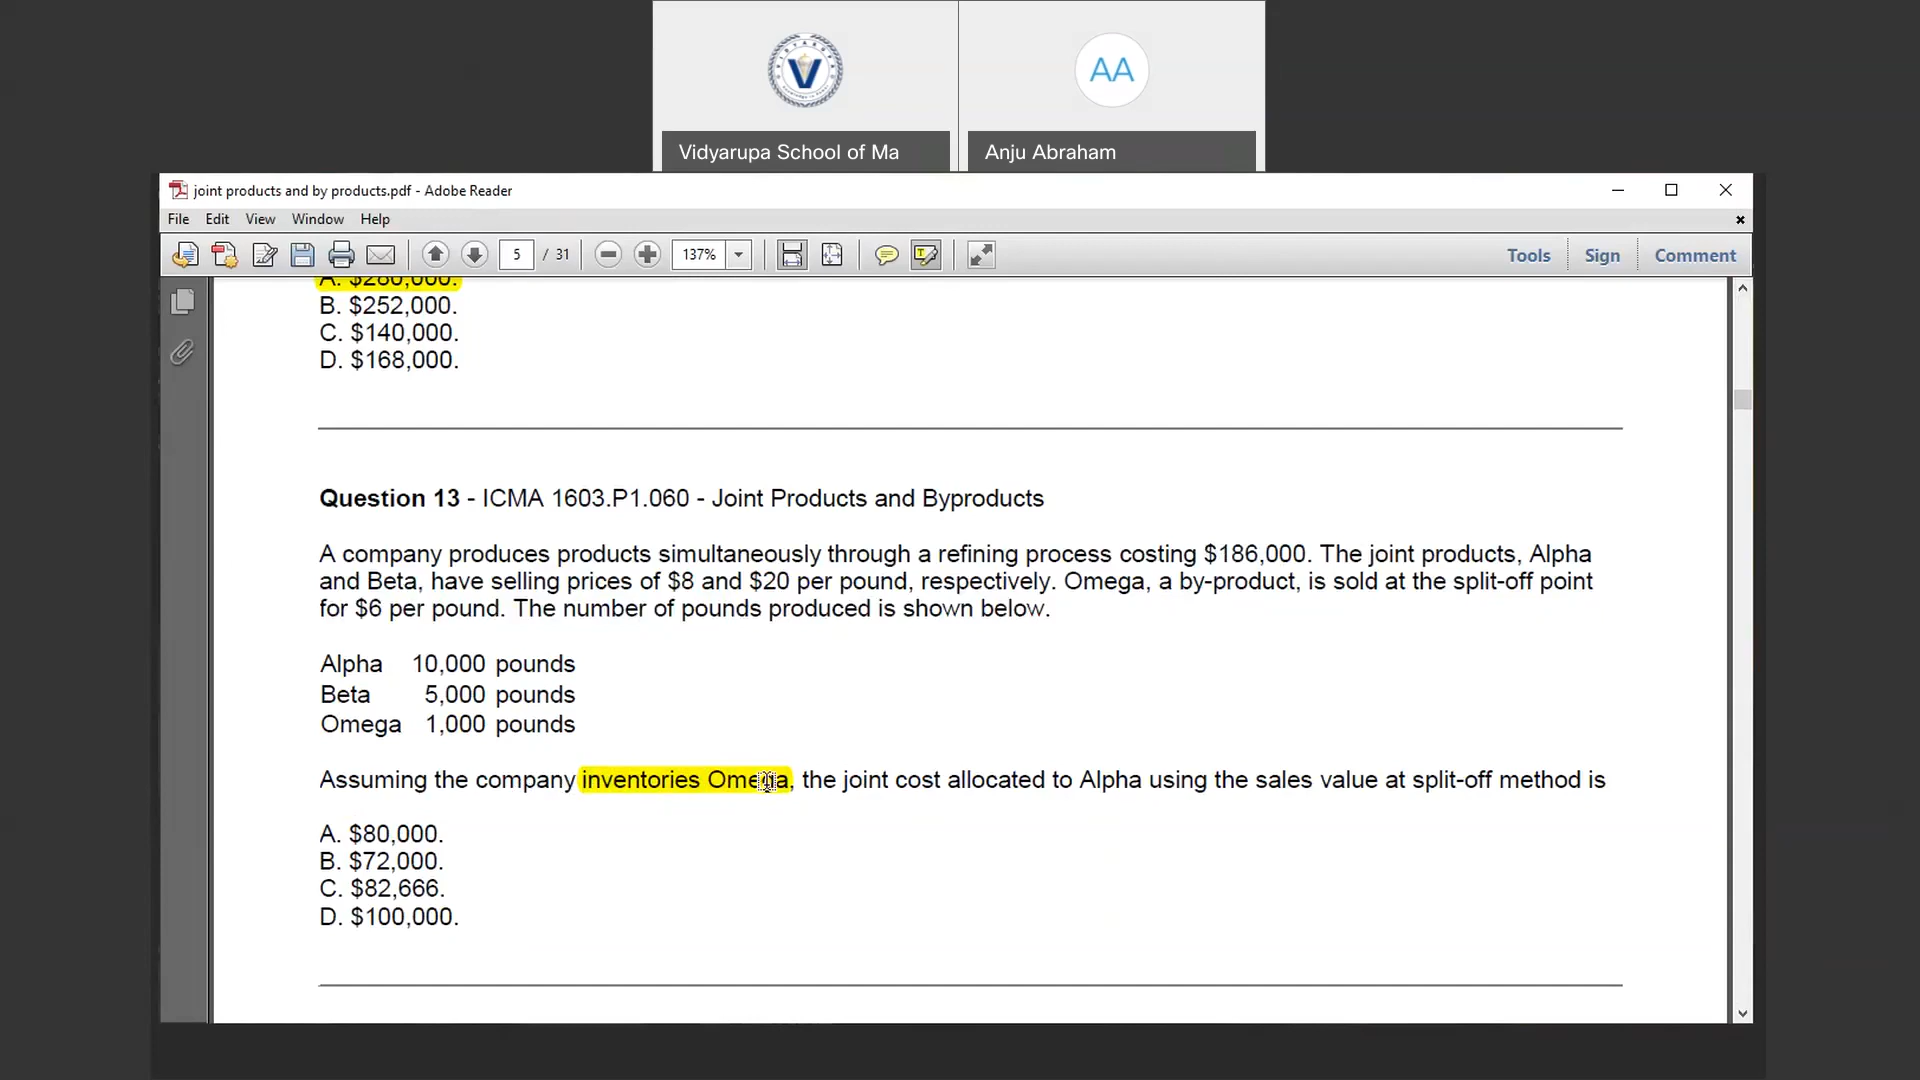 AA
Vidyarupa School of Ma
Anju Abraham
joint products and by products.pdf - Adobe Reader
File Edit View Window Help
5 / 31 137% Tools Sign Comment
A. $280,000.
B. $252,000.
C. $140,000.
D. $168,000.
Question 13 - ICMA 1603.P1.060 - Joint Products and Byproducts
A company produces products simultaneously through a refining process costing $186,000. The joint products, Alpha
and Beta, have selling prices of $8 and $20 per pound, respectively. Omega, a by-product, is sold at the split-off point
for $6 per pound. The number of pounds produced is shown below.
Alpha 10,000 pounds
Beta 5,000 pounds
Omega 1,000 pounds
Assuming the company inventories Omega, the joint cost allocated to Alpha using the sales value at split-off method is
A. $80,000.
B. $72,000.
C. $82,666.
D. $100,000.